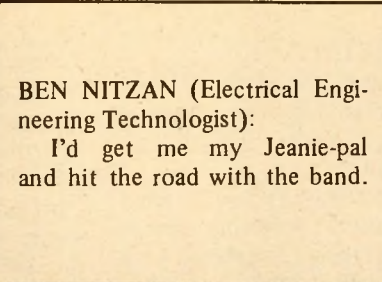 BEN NITZAN (Electrical Engi-
neering Technologist):
I'd get me my Jeanie-pal
and hit the road with the band.